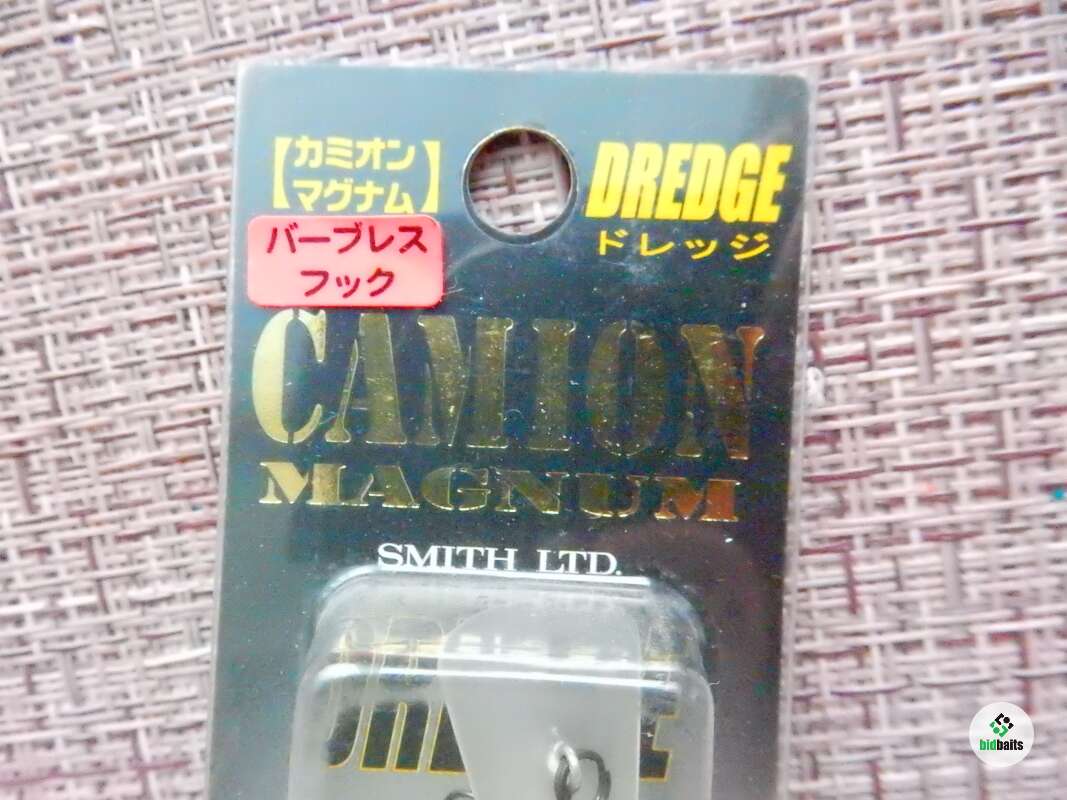 【カミオン
マグナム】
DREDGE
ドレッジ
バーブレス
フック
CAMION
MAGNUM
SMITH LTD.
bidbaits